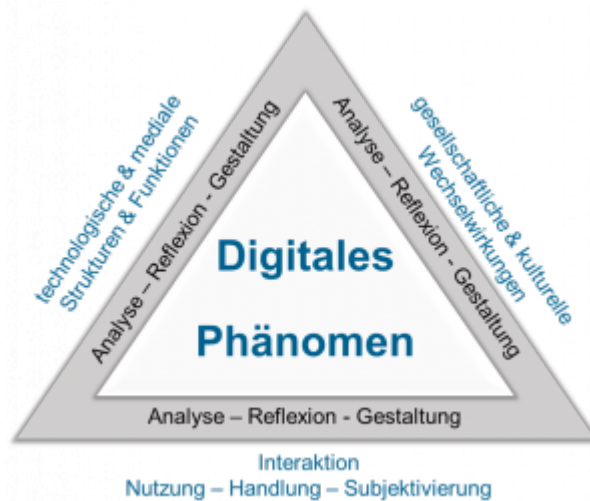 technologische & mediale
Strukturen & Funktionen
Analyse – Reflexion - Gestaltung
gesellschaftliche & kulturelle
Wechselwirkungen
Analyse – Reflexion - Gestaltung
Digitales
Phänomen
Analyse – Reflexion - Gestaltung
Interaktion
Nutzung – Handlung – Subjektivierung